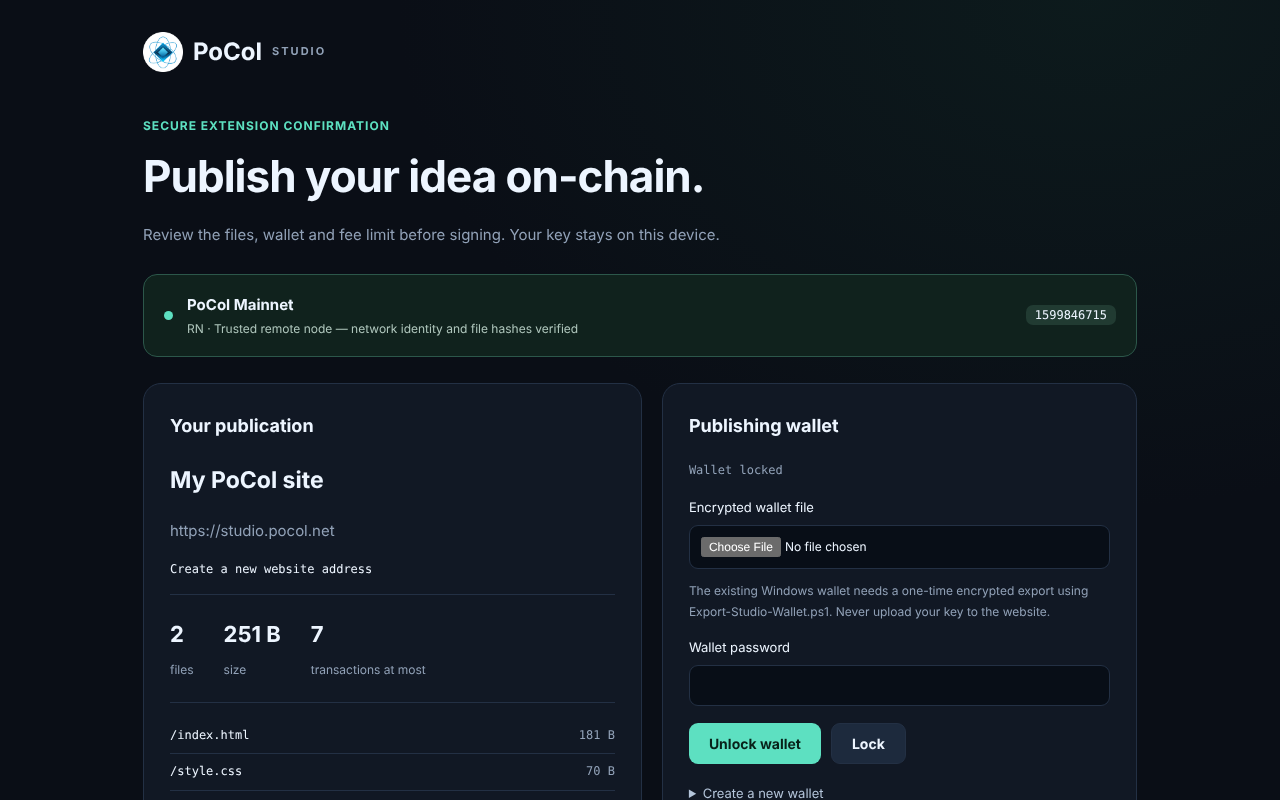 PoCol STUDIO
SECURE EXTENSION CONFIRMATION
Publish your idea on-chain.
Review the files, wallet and fee limit before signing. Your key stays on this device.
PoCol Mainnet
RN · Trusted remote node — network identity and file hashes verified
1599846715
Your publication
My PoCol site
https://studio.pocol.net
Create a new website address
2 251 B 7
files size transactions at most
/index.html 181 B
/style.css 70 B
Publishing wallet
Wallet locked
Encrypted wallet file
Choose File No file chosen
The existing Windows wallet needs a one-time encrypted export using
Export-Studio-Wallet.ps1. Never upload your key to the website.
Wallet password
Unlock wallet Lock
Create a new wallet